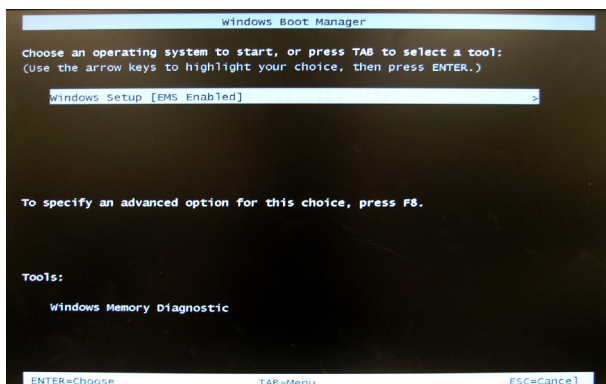 Windows Boot Manager
Choose an operating system to start, or press TAB to select a tool:
(Use the arrow keys to highlight your choice, then press ENTER.)
Windows Setup [EMS Enabled] >
To specify an advanced option for this choice, press F8.
Tools:
Windows Memory Diagnostic
ENTER=Choose TAB=Menu ESC=Cancel